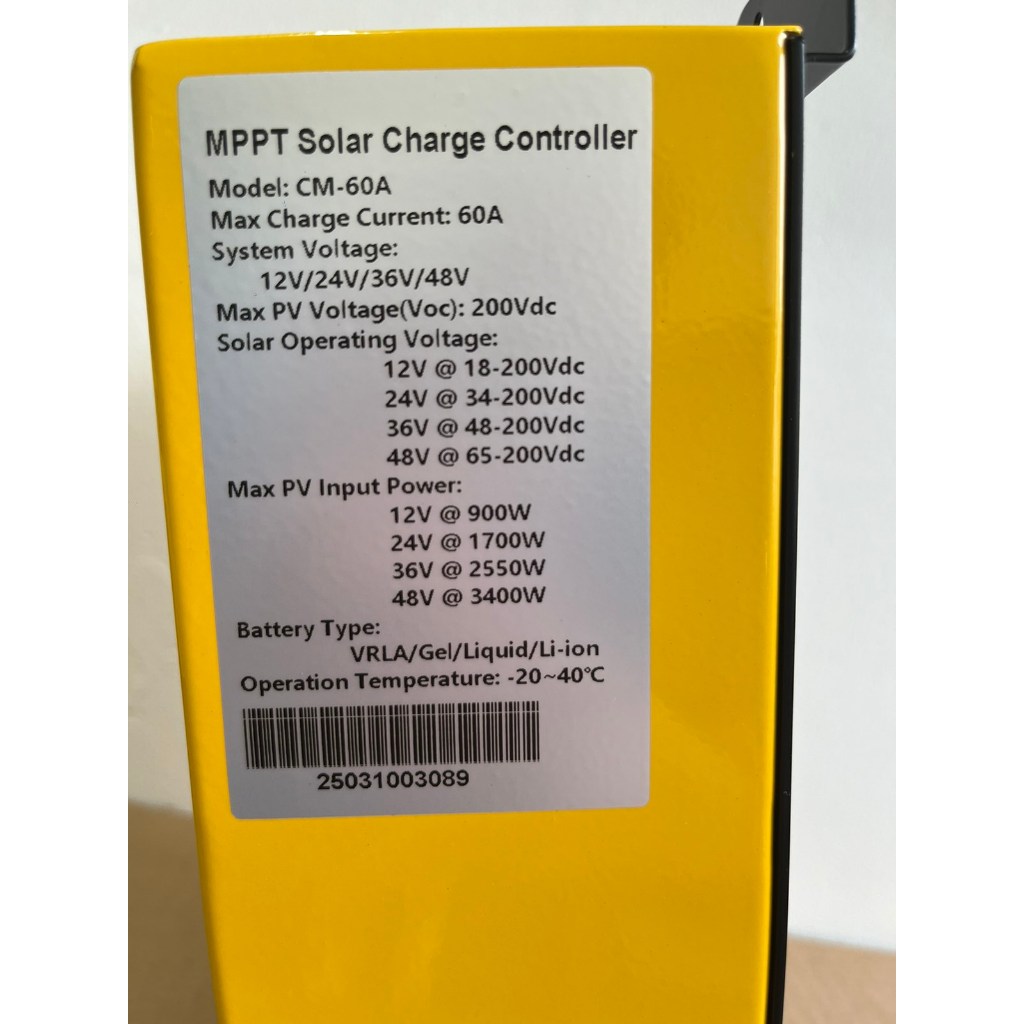 MPPT Solar Charge Controller
Model: CM-60A
Max Charge Current: 60A
System Voltage:
12V/24V/36V/48V
Max PV Voltage(Voc): 200Vdc
Solar Operating Voltage:
12V @ 18-200Vdc
24V @ 34-200Vdc
36V @ 48-200Vdc
48V @ 65-200Vdc
Max PV Input Power:
12V @ 900W
24V @ 1700W
36V @ 2550W
48V @ 3400W
Battery Type:
VRLA/Gel/Liquid/Li-ion
Operation Temperature: -20~40℃
25031003089